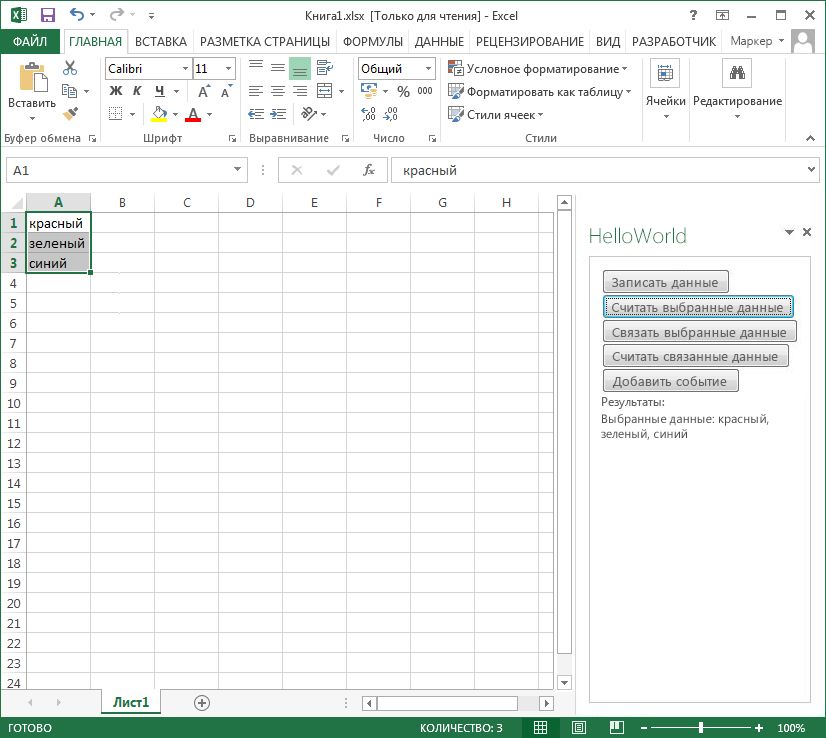 Книга1.xlsx [Только для чтения] - Excel
ФАЙЛ ГЛАВНАЯ ВСТАВКА РАЗМЕТКА СТРАНИЦЫ ФОРМУЛЫ ДАННЫЕ РЕЦЕНЗИРОВАНИЕ ВИД РАЗРАБОТЧИК Маркер
Вставить
Calibri 11
Ж К Ч А А
А
Общий
% 000
Условное форматирование
Форматировать как таблицу
Стили ячеек
Ячейки
Редактирование
Буфер обмена Шрифт Выравнивание Число Стили
A1 fx красный
A B C D E F G H
1 красный
2 зеленый
3 синий
4
5
6
7
8
9
10
11
12
13
14
15
16
17
18
19
20
21
22
23
24
HelloWorld
Записать данные
Считать выбранные данные
Связать выбранные данные
Считать связанные данные
Добавить событие
Результаты:
Выбранные данные: красный,
зеленый, синий
Лист1
ГОТОВО КОЛИЧЕСТВО: 3 100%